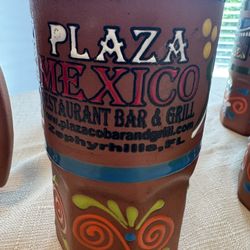 PLAZA
MEXICO
RESTAURANT BAR & GRILL
www.plazacobarandgrill.com
Zephyrhills, FL